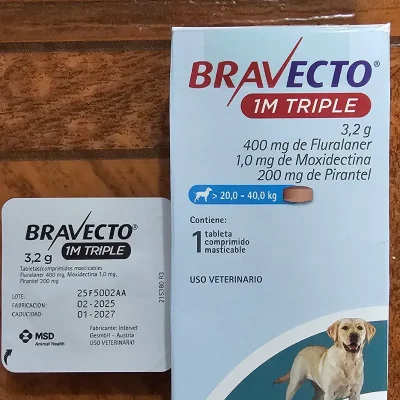 BRAVECTO®
1M TRIPLE
3,2 g
400 mg de Fluralaner
1,0 mg de Moxidectina
200 mg de Pirantel
> 20,0 - 40,0 kg
Contiene:
1 tableta
comprimido
masticable
USO VETERINARIO
BRAVECTO®
1M TRIPLE
3,2 g
Tabletas/comprimidos masticables
Fluralaner 400 mg, Moxidectina 1,0 mg,
Pirantel 200 mg
LOTE: 25F5002AA
FABRICACIÓN: 02-2025
CADUCIDAD: 01-2027
MSD
Animal Health
Fabricante: Intervet
GesmbH - Austria
USO VETERINARIO
215380 R3